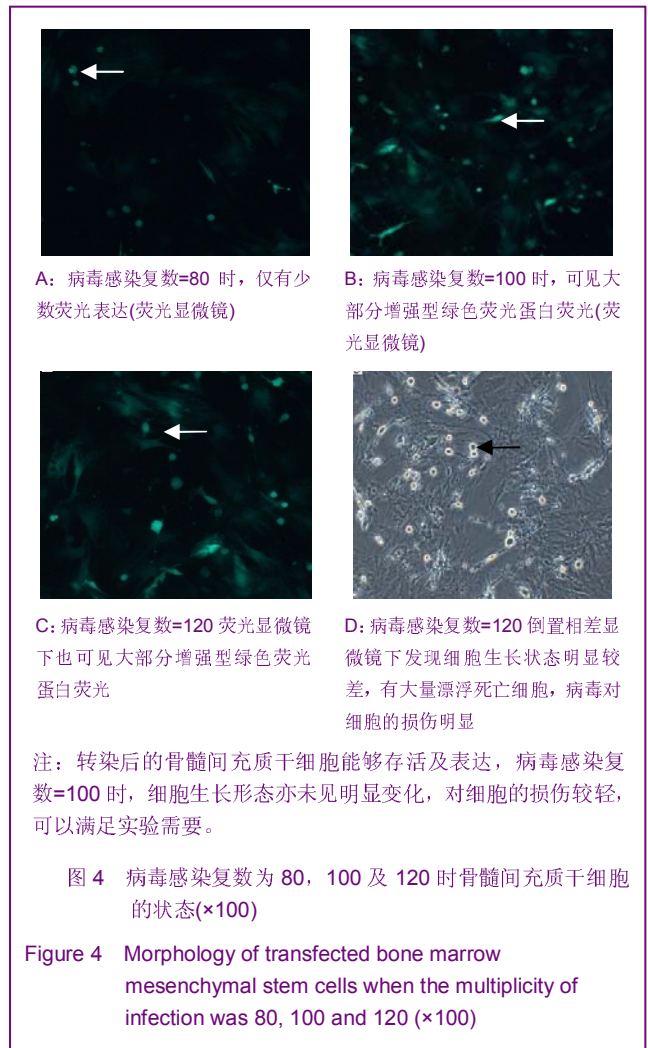 A：病毒感染复数=80 时，仅有少
数荧光表达(荧光显微镜)
B：病毒感染复数=100 时，可见大
部分增强型绿色荧光蛋白荧光(荧
光显微镜)
C：病毒感染复数=120 荧光显微镜
下也可见大部分增强型绿色荧光
蛋白荧光
D：病毒感染复数=120 倒置相差显
微镜下发现细胞生长状态明显较
差，有大量漂浮死亡细胞，病毒对
细胞的损伤明显
注：转染后的骨髓间充质干细胞能够存活及表达，病毒感染复
数=100 时，细胞生长形态亦未见明显变化，对细胞的损伤较轻，
可以满足实验需要。
图 4 病毒感染复数为 80，100 及 120 时骨髓间充质干细胞
的状态(×100)
Figure 4 Morphology of transfected bone marrow
mesenchymal stem cells when the multiplicity of
infection was 80, 100 and 120 (×100)